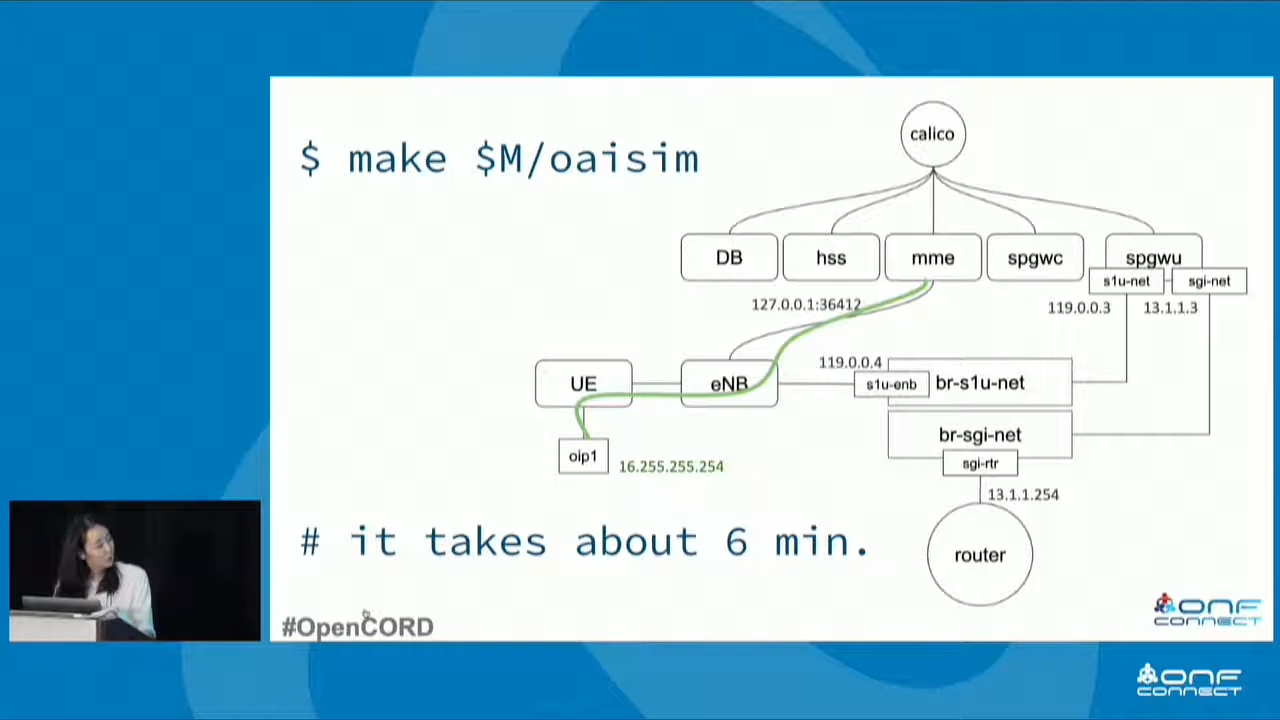 $ make $M/oaisim
calico
DB
hss
mme
spgwc
spgwu
s1u-net
sgi-net
127.0.0.1:36412
119.0.0.3
13.1.1.3
119.0.0.4
UE
eNB
s1u-enb
br-s1u-net
br-sgi-net
oip1
16.255.255.254
sgi-rtr
13.1.1.254
router
# it takes about 6 min.
#OpenCORD
ONF
CONNECT
ONF
CONNECT